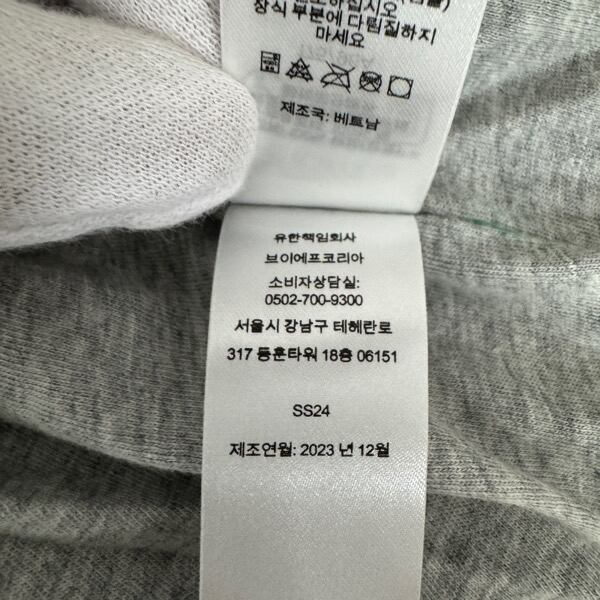 장식 부분에 다림질하지
마세요
제조국: 베트남
유한책임회사
브이에프코리아
소비자상담실:
0502-700-9300
서울시 강남구 테헤란로
317 동훈타워 18층 06151
SS24
제조연월: 2023 년 12월